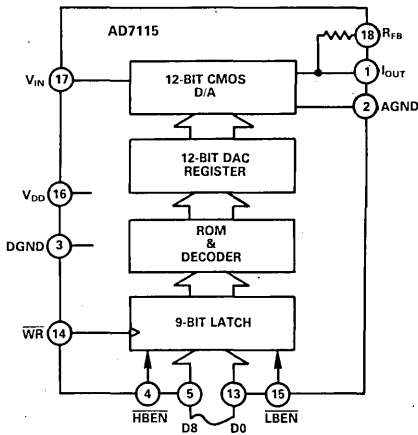 AD7115
18 RFB
VIN 17
12-BIT CMOS
D/A
1 IOUT
2 AGND
12-BIT DAC
REGISTER
VDD 16
DGND 3
ROM
&
DECODER
9-BIT LATCH
WR 14
4 5 13 15
HBEN D8 D0 LBEN